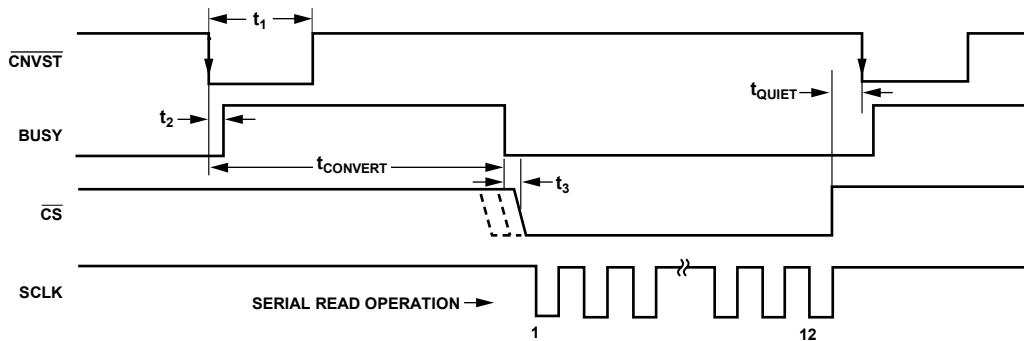 t1
CNVST
tQUIET
t2
BUSY
tCONVERT
t3
CS
SCLK
SERIAL READ OPERATION
1
12